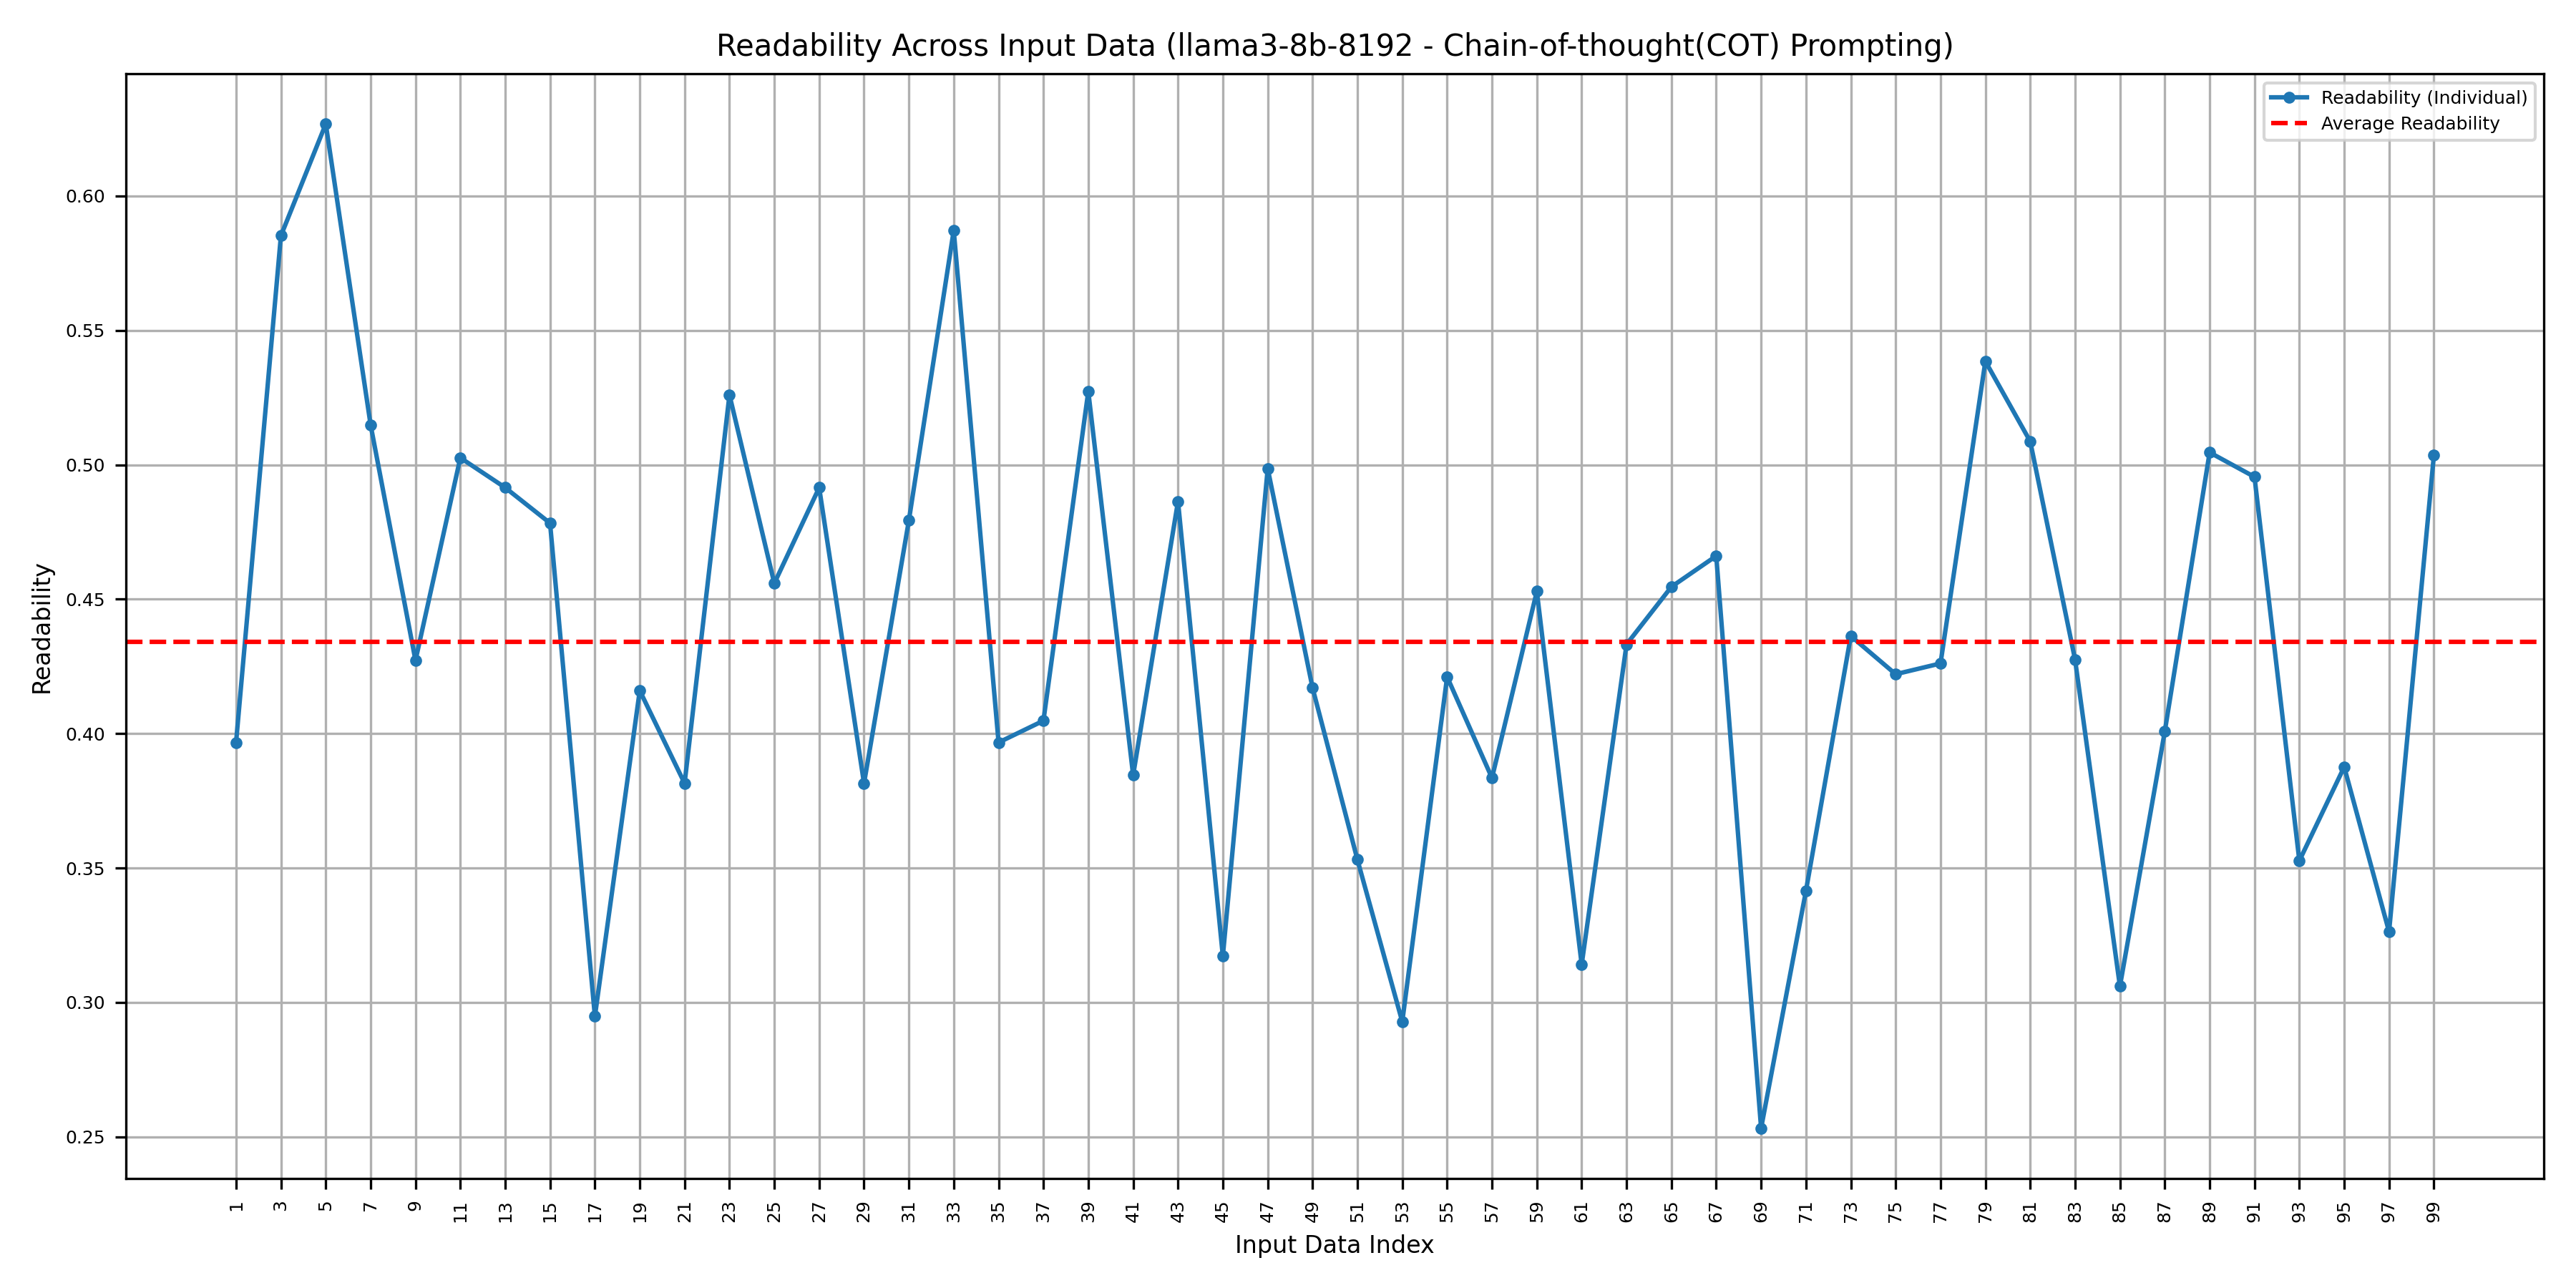 Readability Across Input Data (llama3-8b-8192 - Chain-of-thought(COT) Prompting)
Readability (Individual)
Average Readability
Readability
0.60
0.55
0.50
0.45
0.40
0.35
0.30
0.25
1 3 5 7 9 11 13 15 17 19 21 23 25 27 29 31 33 35 37 39 41 43 45 47 49 51 53 55 57 59 61 63 65 67 69 71 73 75 77 79 81 83 85 87 89 91 93 95 97 99
Input Data Index